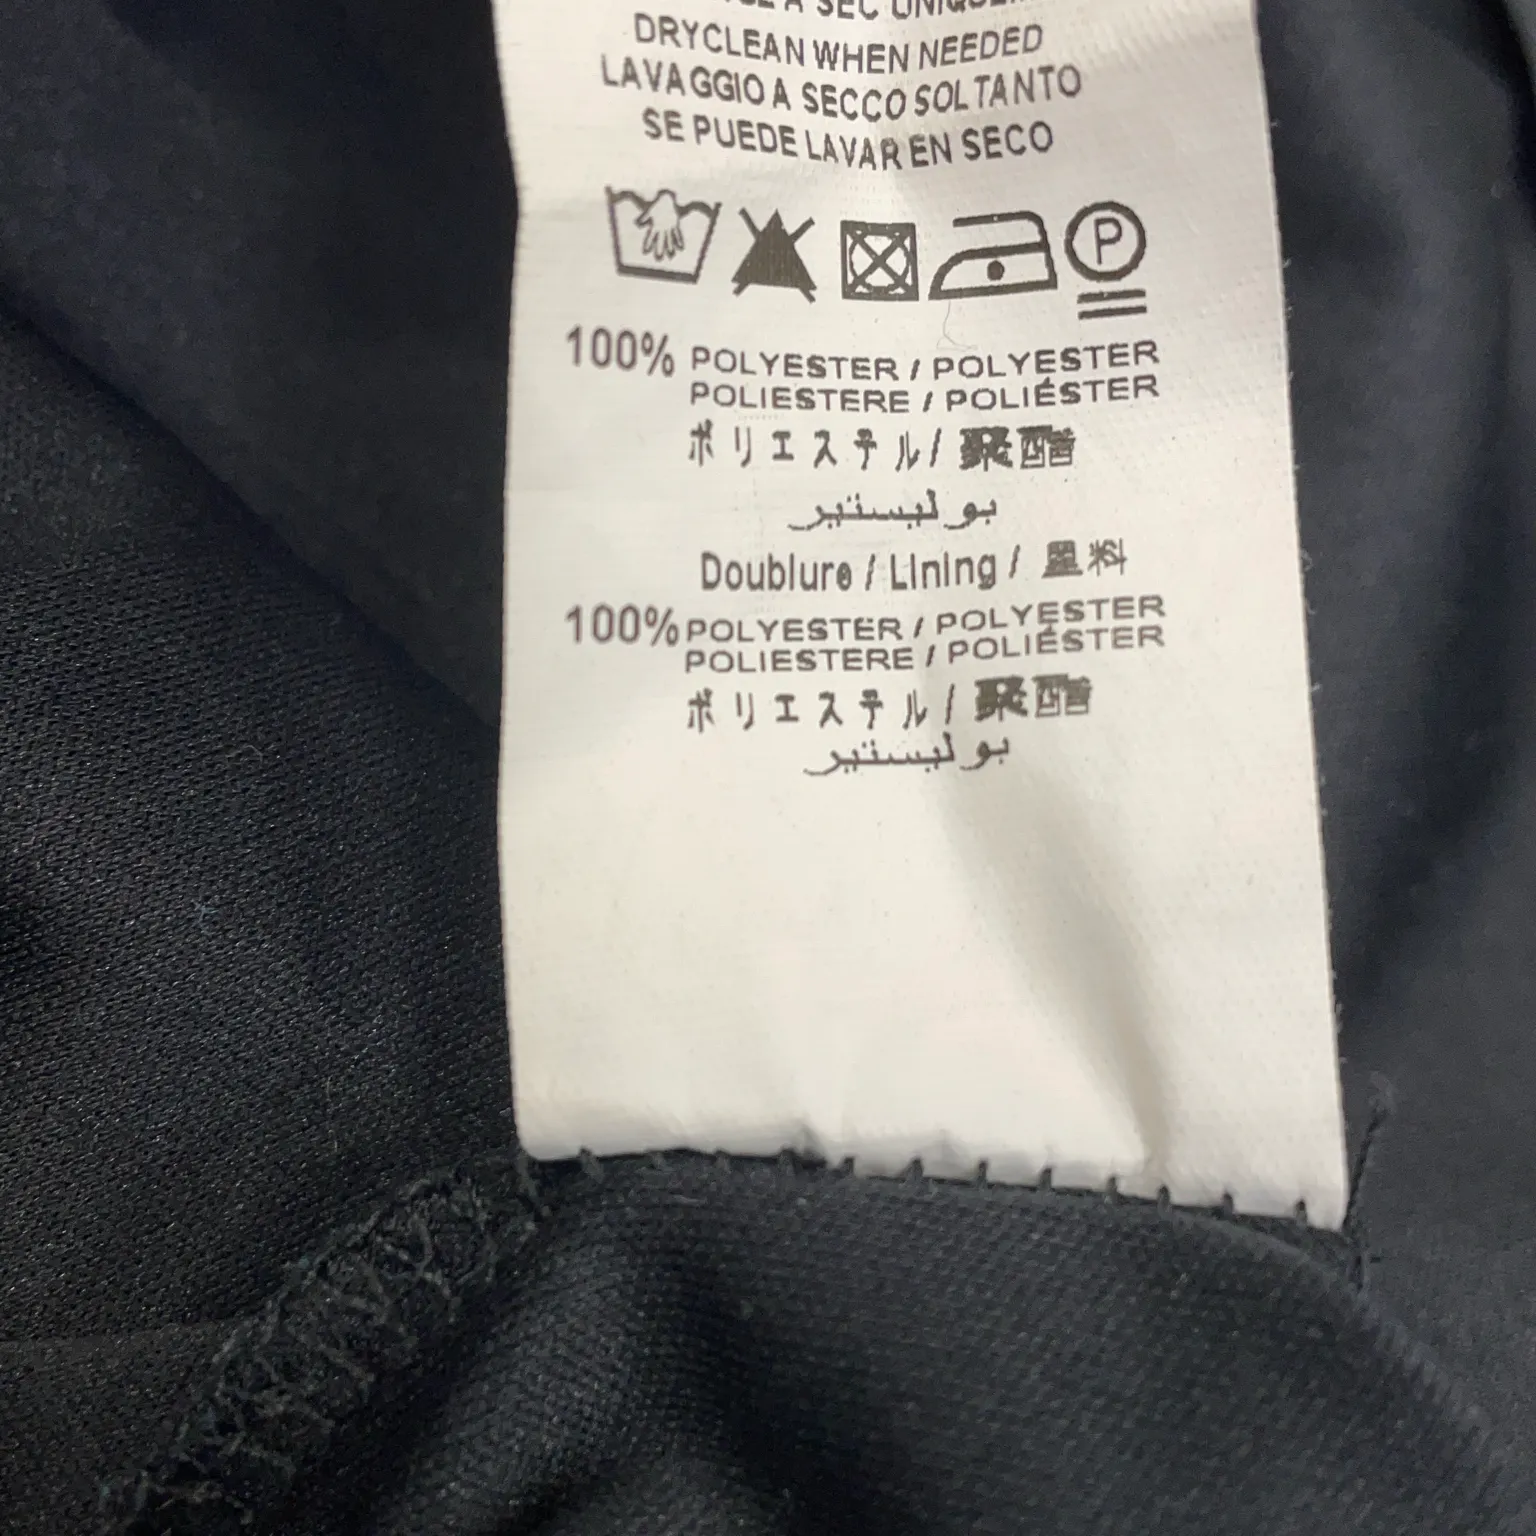 A SEC
DRYCLEAN WHEN NEEDED
LAVAGGIO A SECCO SOLTANTO
SE PUEDE LAVAR EN SECO
P
100% POLYESTER / POLYESTER
POLIESTERE / POLIÉSTER
ポリエステル/ 聚酯
بوليستير
Doublure / Lining / 里料
100% POLYESTER / POLYESTER
POLIESTERE / POLIÉSTER
ポリエステル/ 聚酯
بوليستير